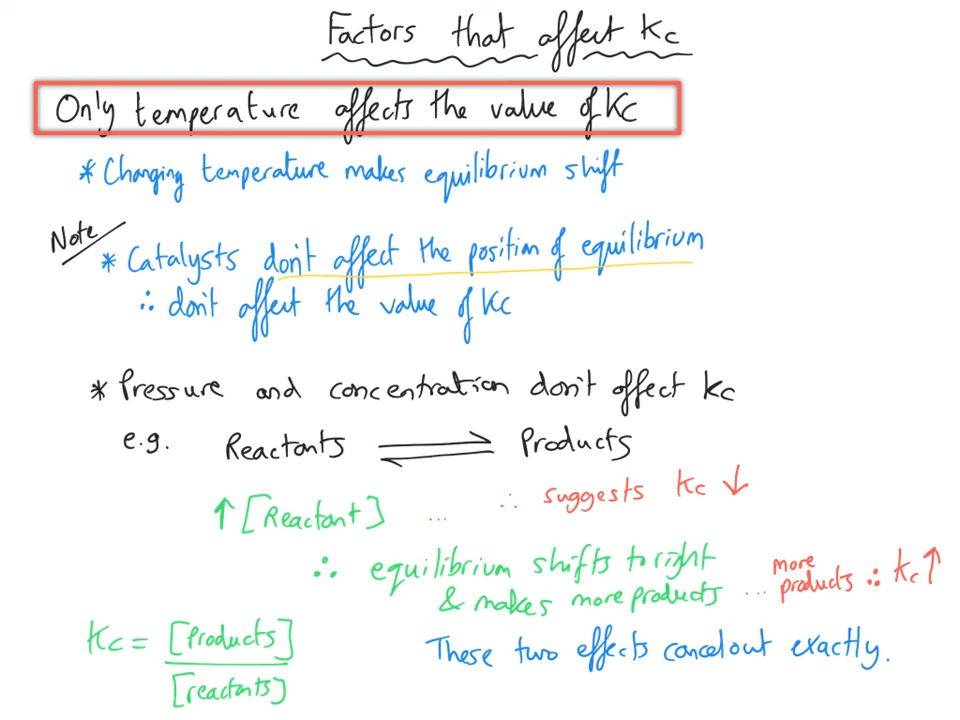 Factors that affect Kc
Only temperature affects the value of Kc
* Changing temperature makes equilibrium shift
Note
* Catalysts don't affect the position of equilibrium
∴ don't affect the value of Kc
* Pressure and concentration don't affect Kc
e.g. Reactants ⇌ Products
↑ [Reactant] ... ∴ suggests Kc ↓
∴ equilibrium shifts to right
& makes more products ... more products ∴ Kc ↑
Kc = [Products] / [reactants]
These two effects cancel out exactly.